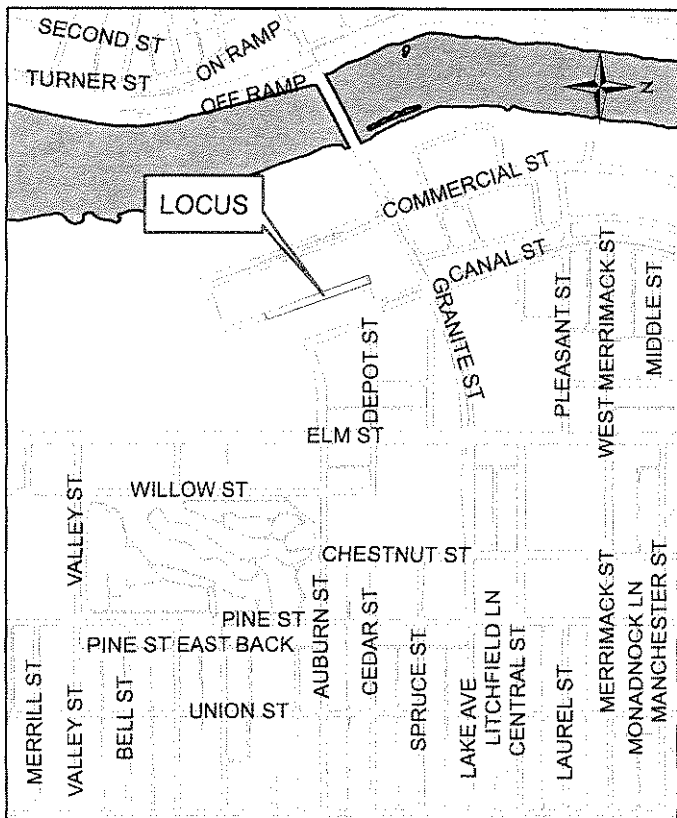 SECOND ST
ON RAMP
TURNER ST
OFF RAMP
N
LOCUS
COMMERCIAL ST
CANAL ST
GRANITE ST
DEPOT ST
PLEASANT ST
WEST MERRIMACK ST
MIDDLE ST
ELM ST
WILLOW ST
VALLEY ST
CHESTNUT ST
PINE ST
PINE ST EAST BACK
AUBURN ST
CEDAR ST
SPRUCE ST
LAKE AVE
LITCHFIELD LN
CENTRAL ST
LAUREL ST
MERRIMACK ST
MONADNOCK LN
MANCHESTER ST
MERRILL ST
VALLEY ST
BELL ST
UNION ST